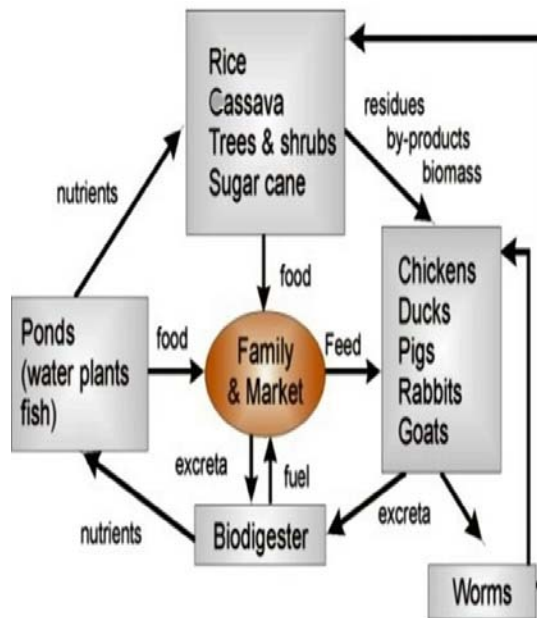 Rice
Cassava
Trees & shrubs
Sugar cane
residues
by-products
biomass
nutrients
food
Chickens
Ducks
Pigs
Rabbits
Goats
Ponds
(water plants
fish)
food
Family
& Market
Feed
excreta
fuel
nutrients
Biodigester
excreta
Worms